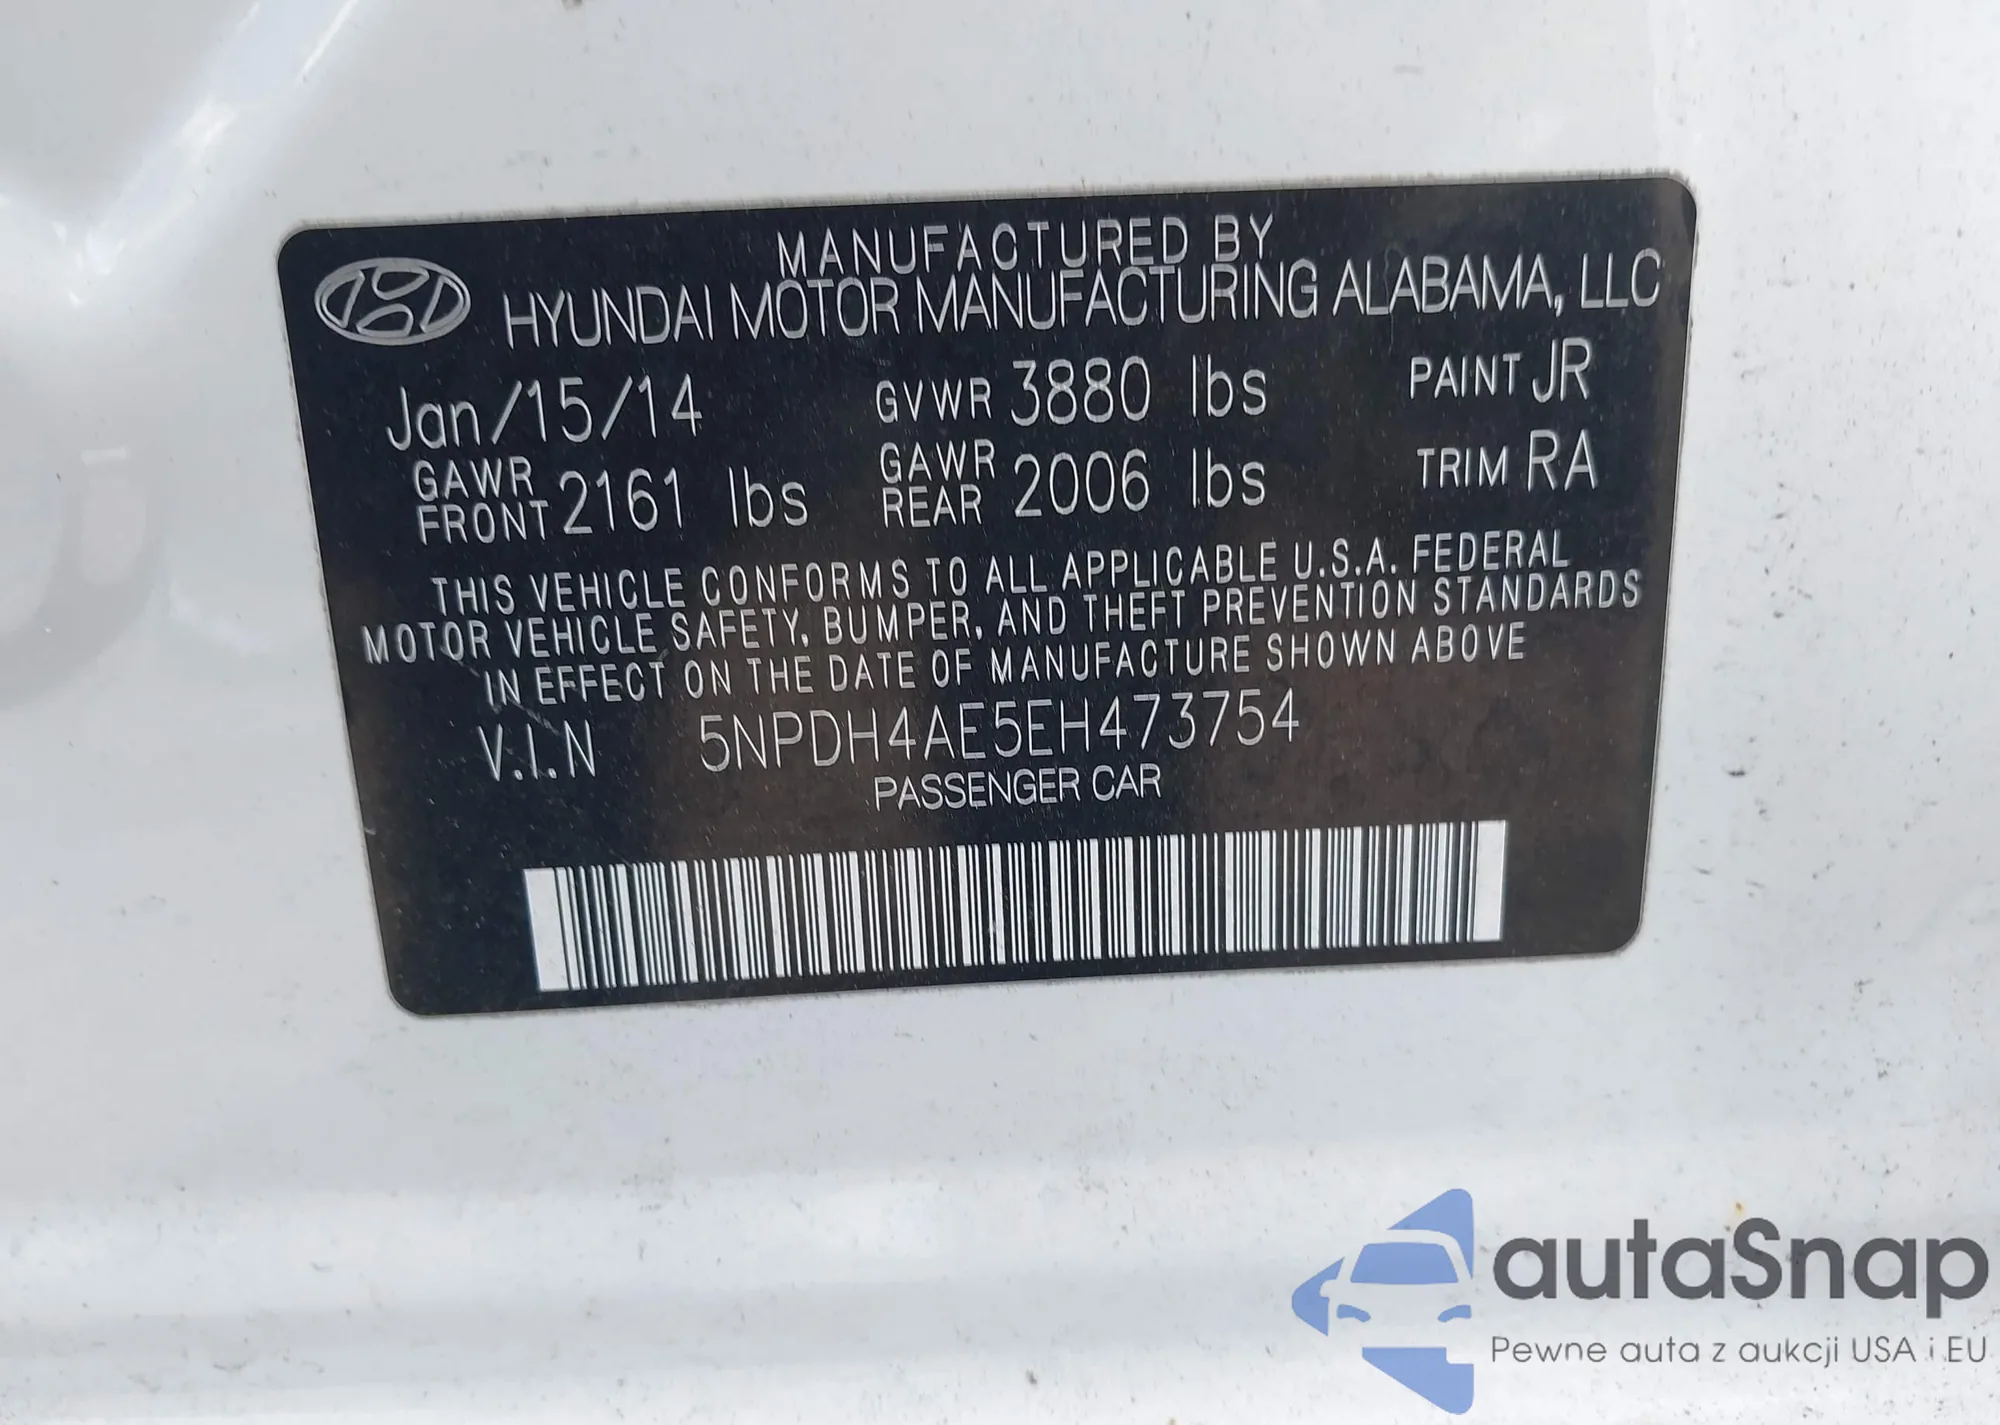 MANUFACTURED BY
HYUNDAI MOTOR MANUFACTURING ALABAMA, LLC
Jan/15/14 GVWR 3880 lbs PAINT JR
GAWR FRONT 2161 lbs GAWR REAR 2006 lbs TRIM RA
THIS VEHICLE CONFORMS TO ALL APPLICABLE U.S.A. FEDERAL
MOTOR VEHICLE SAFETY, BUMPER, AND THEFT PREVENTION STANDARDS
IN EFFECT ON THE DATE OF MANUFACTURE SHOWN ABOVE
V.I.N 5NPDH4AE5EH473754
PASSENGER CAR
autaSnap
Pewne auta z aukcji USA i EU